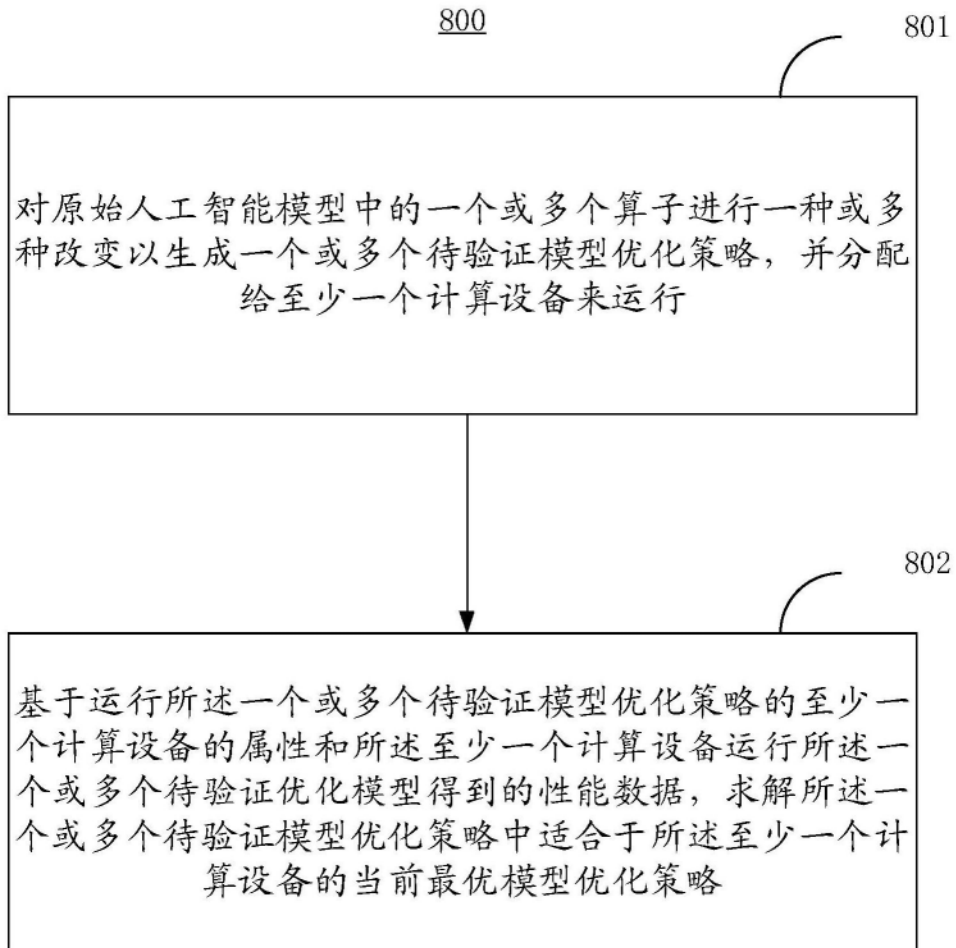 800
801
对原始人工智能模型中的一个或多个算子进行一种或多
种改变以生成一个或多个待验证模型优化策略，并分配
给至少一个计算设备来运行
802
基于运行所述一个或多个待验证模型优化策略的至少一
个计算设备的属性和所述至少一个计算设备运行所述一
个或多个待验证优化模型得到的性能数据，求解所述一
个或多个待验证模型优化策略中适合于所述至少一个计
算设备的当前最优模型优化策略